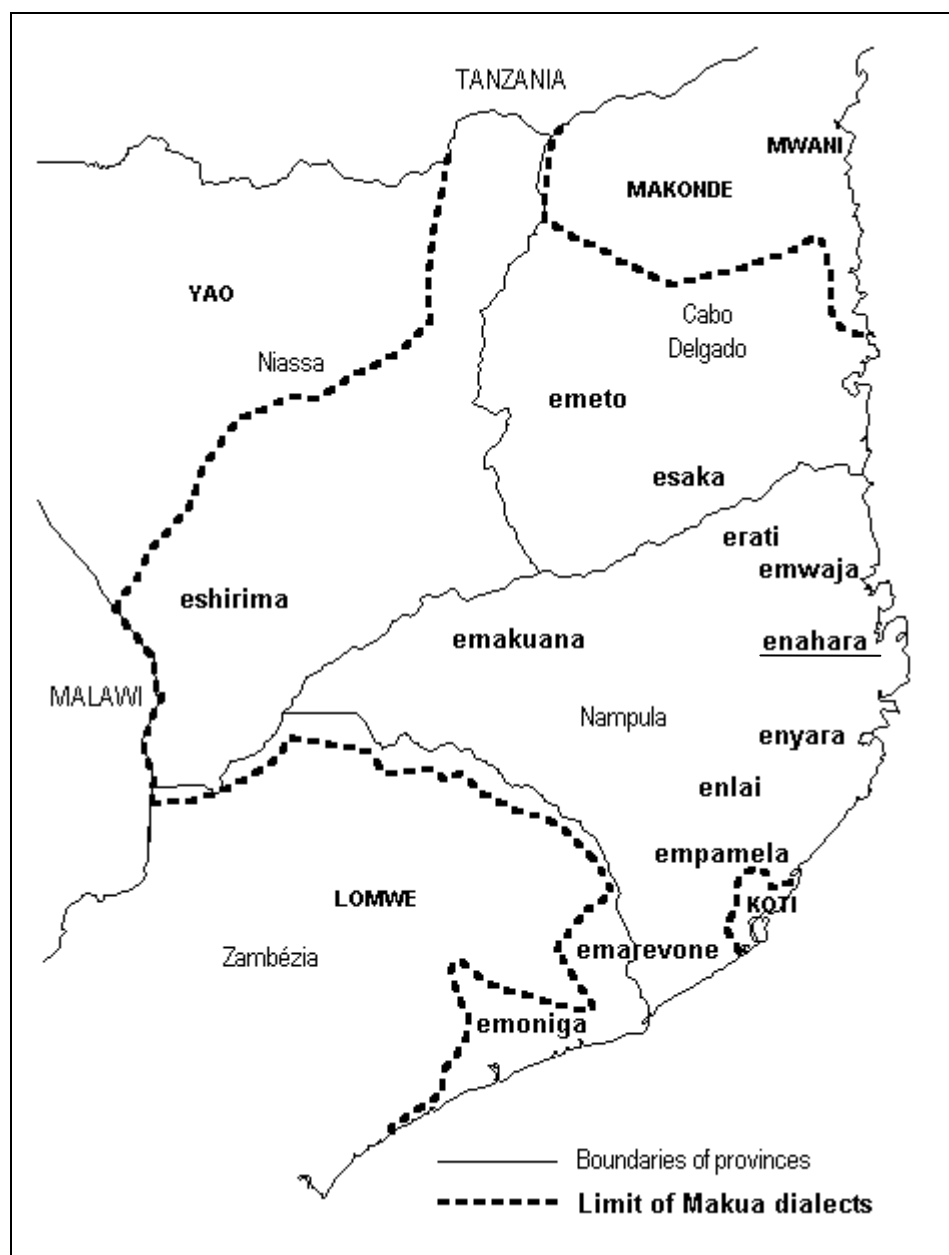 TANZANIA
MWANI
MAKONDE
YAO
Cabo
Delgado
Niassa
emeto
esaka
erati
emwaja
eshirima
emakuana
enahara
MALAWI
Nampula
enyara
enlai
empamela
LOMWE
KOTI
Zambézia
emarevone
emoniga
Boundaries of provinces
Limit of Makua dialects